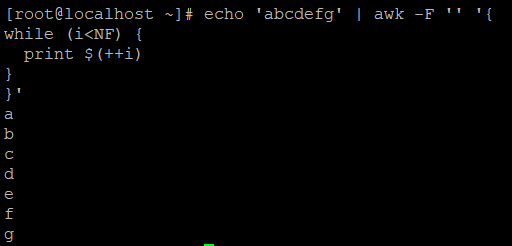 [root@localhost ~]# echo 'abcdefg' | awk -F '' '{
while (i<NF) {
  print $(++i)
}
}'
a
b
c
d
e
f
g